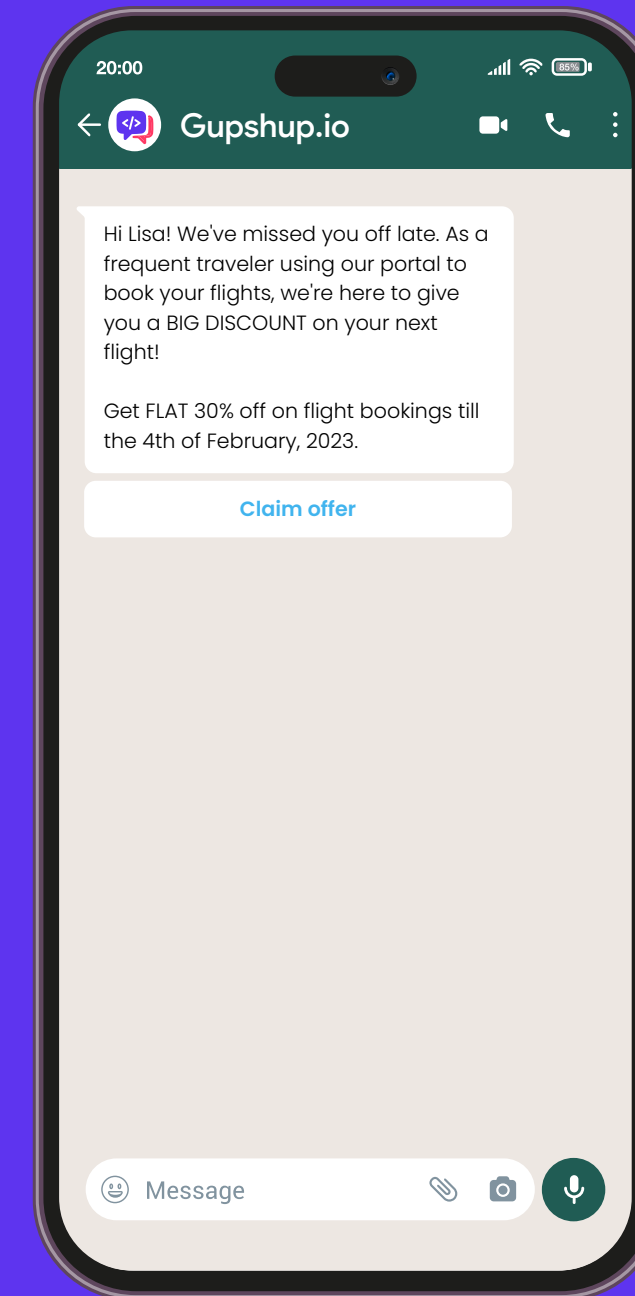 20:00
85%
</>
Gupshup.io
Hi Lisa! We've missed you off late. As a
frequent traveler using our portal to
book your flights, we're here to give
you a BIG DISCOUNT on your next
flight!
Get FLAT 30% off on flight bookings till
the 4th of February, 2023.
Claim offer
Message